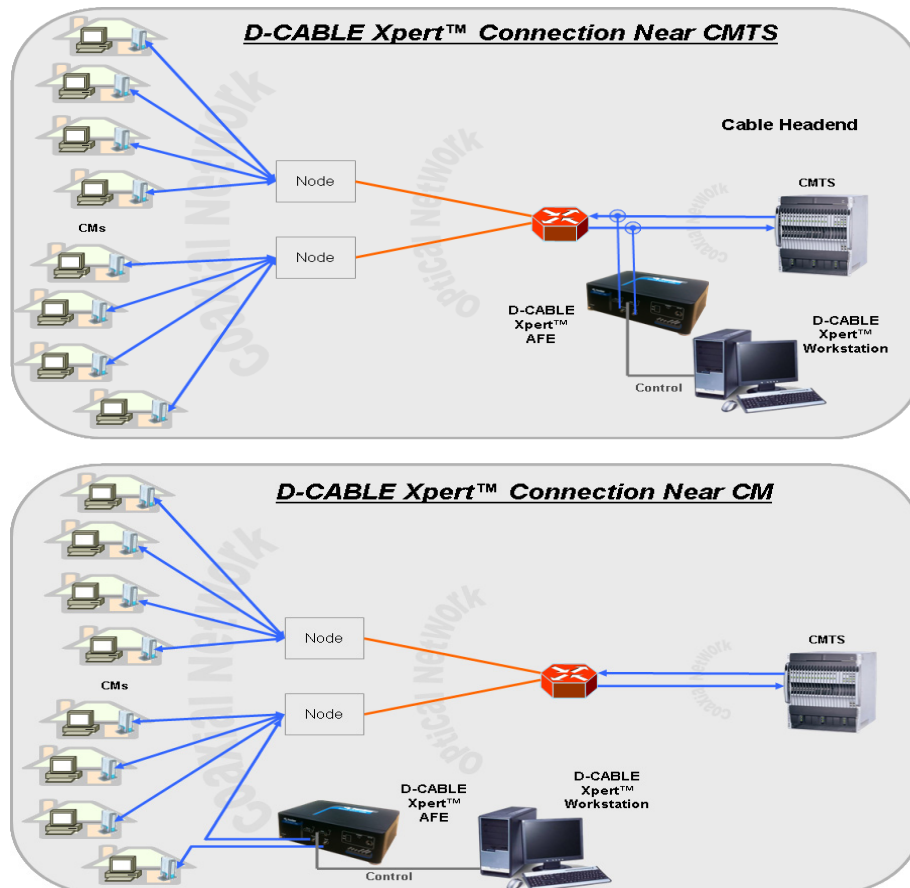 D-CABLE Xpert™ Connection Near CMTS
Cable Headend
Coaxial Network
Optical Network
Coaxial Network
Node
CMTS
CMs
Node
D-CABLE
Xpert™
AFE
D-CABLE
Xpert™
Workstation
Control
D-CABLE Xpert™ Connection Near CM
Coaxial Network
Optical Network
Coaxial Network
Node
CMTS
CMs
Node
D-CABLE
Xpert™
AFE
D-CABLE
Xpert™
Workstation
Control